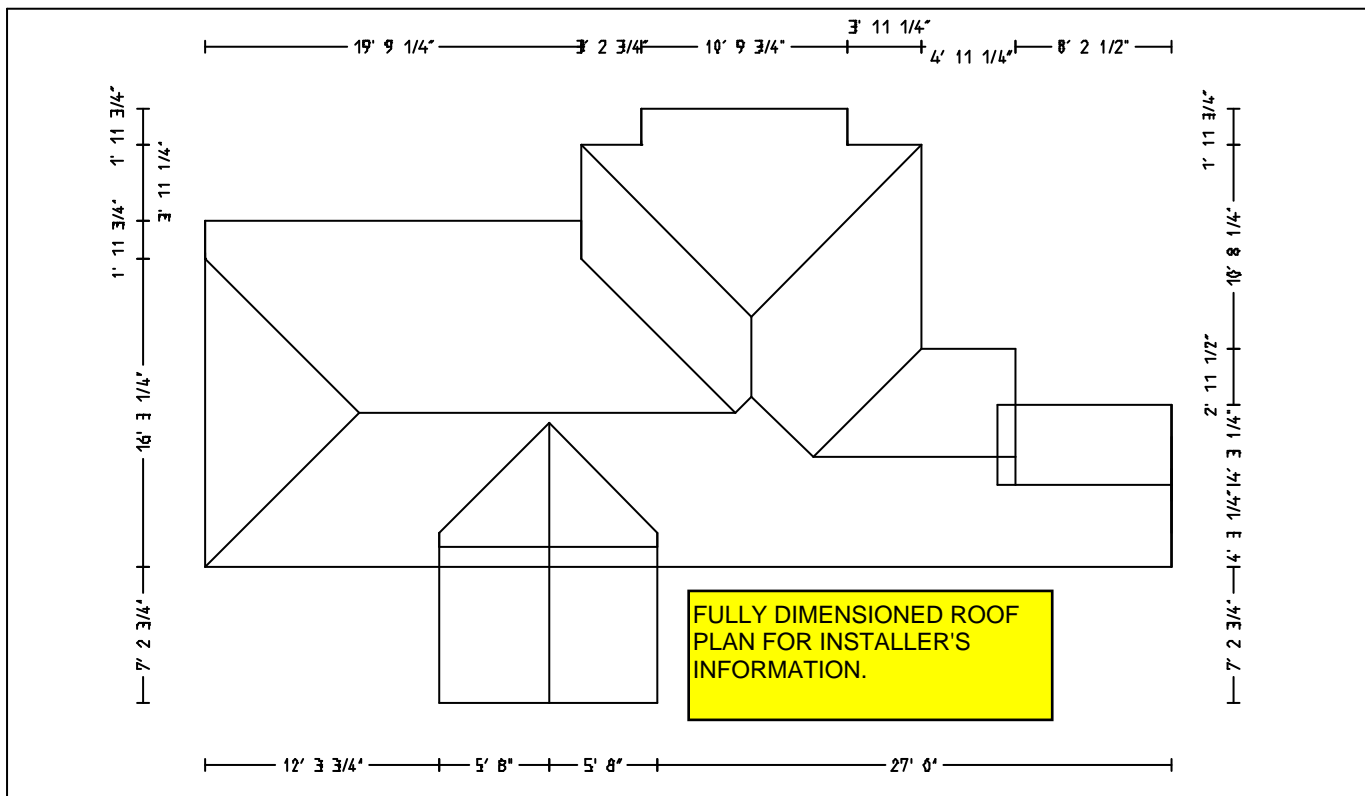 3' 11 1/4"
19' 9 1/4" 3' 2 3/4" 10' 9 3/4" 4' 11 1/4" 8' 2 1/2"
1' 11 3/4"
3' 11 1/4"
1' 11 3/4"
16' 3 1/4"
7' 2 3/4"
1' 11 3/4"
10' 8 1/4"
2' 11 1/2"
4' 3 1/4"
4' 3 1/4"
7' 2 3/4"
FULLY DIMENSIONED ROOF
PLAN FOR INSTALLER'S
INFORMATION.
12' 3 3/4" 5' 8" 5' 8" 27' 0"